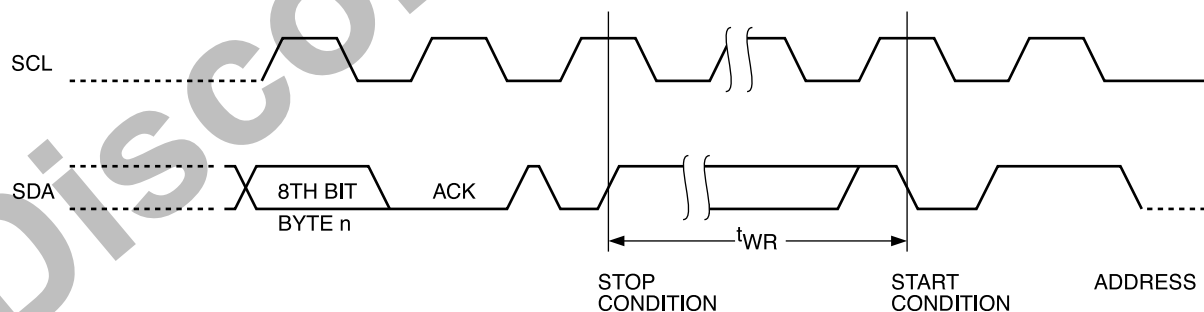 SCL
SDA
8TH BIT
ACK
BYTE n
tWR
STOP
CONDITION
START
CONDITION
ADDRESS